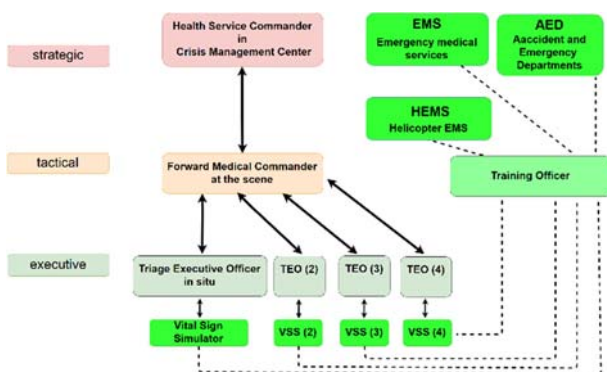 Health Service Commander
in
Crisis Management Center
EMS
Emergency medical
services
AED
Aaccident and
Emergency
Departments
strategic
HEMS
Helicopter EMS
tactical
Forward Medical Commander
at the scene
Training Officer
executive
Triage Executive Officer
in situ
TEO (2)
TEO (3)
TEO (4)
Vital Sign
Simulator
VSS (2)
VSS (3)
VSS (4)